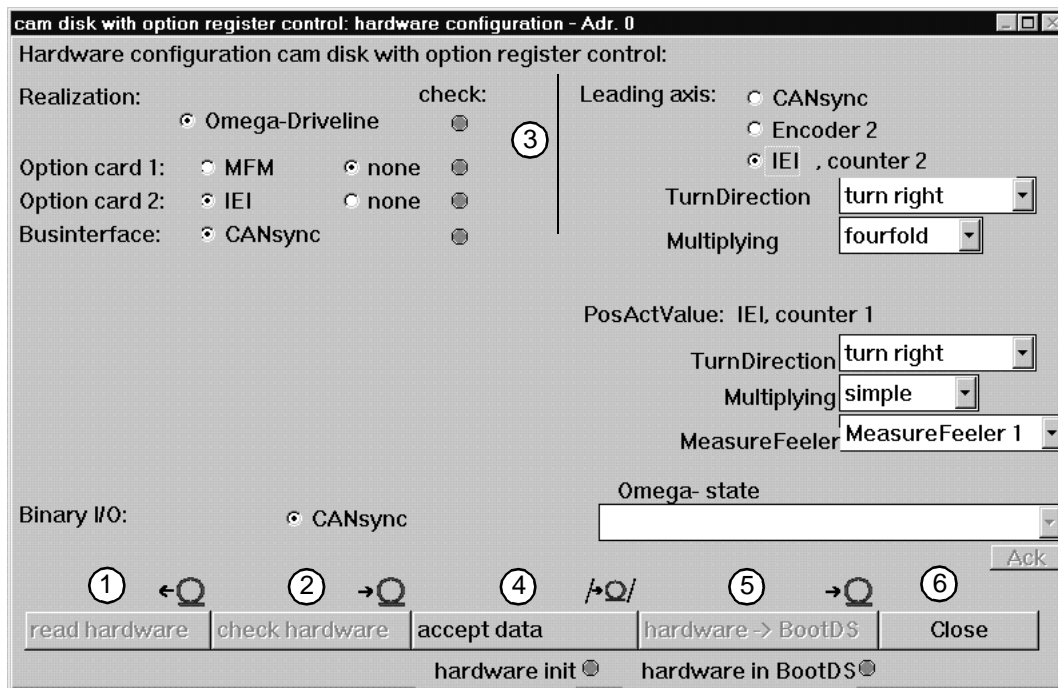 cam disk with option register control: hardware configuration - Adr. 0
Hardware configuration cam disk with option register control:
Realization:
check:
Omega-Driveline
Option card 1:
MFM
none
Option card 2:
IEI
none
Businterface:
CANsync
3
Leading axis:
CANsync
Encoder 2
IEI , counter 2
TurnDirection
turn right
Multiplying
fourfold
PosActValue: IEI, counter 1
TurnDirection
turn right
Multiplying
simple
MeasureFeeler
MeasureFeeler 1
Binary I/O:
CANsync
Omega- state
Ack
1
2
4
5
6
read hardware
check hardware
accept data
hardware -> BootDS
Close
hardware init
hardware in BootDS